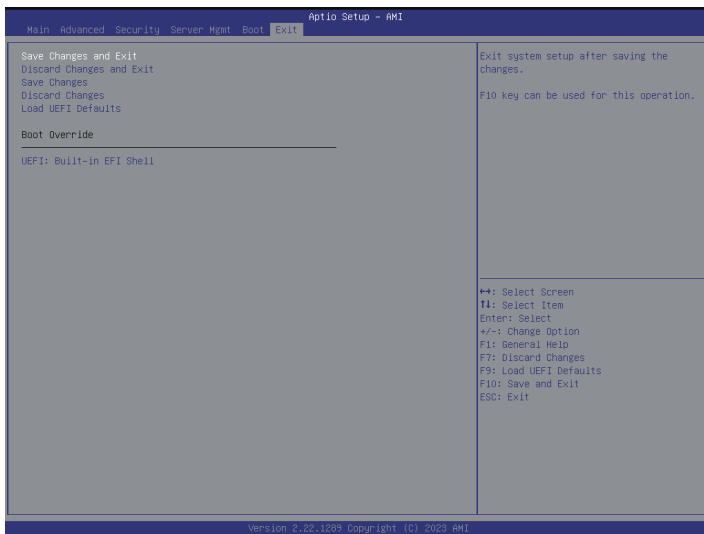 Aptio Setup – AMI
Main Advanced Security Server Mgmt Boot Exit
Save Changes and Exit
Discard Changes and Exit
Save Changes
Discard Changes
Load UEFI Defaults
Boot Override
UEFI: Built-in EFI Shell
Exit system setup after saving the
changes.
F10 key can be used for this operation.
↔: Select Screen
↑↓: Select Item
Enter: Select
+/-: Change Option
F1: General Help
F7: Discard Changes
F9: Load UEFI Defaults
F10: Save and Exit
ESC: Exit
Version 2.22.1289 Copyright (C) 2023 AMI